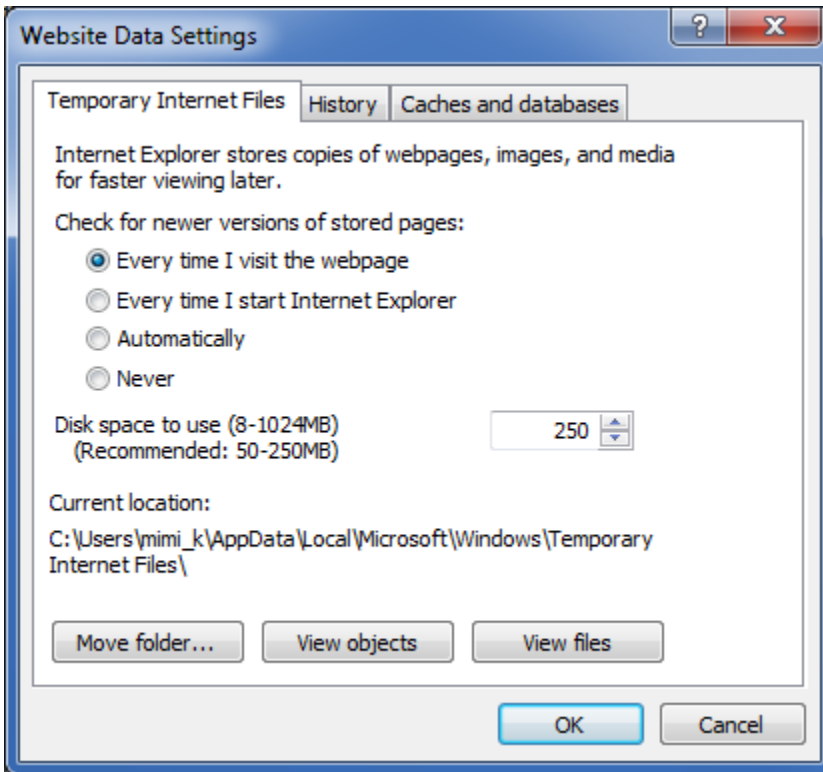 Website Data Settings
Temporary Internet Files
History
Caches and databases
Internet Explorer stores copies of webpages, images, and media
for faster viewing later.
Check for newer versions of stored pages:
Every time I visit the webpage
Every time I start Internet Explorer
Automatically
Never
Disk space to use (8-1024MB)
250
(Recommended: 50-250MB)
Current location:
C:\Users\mimi_k\AppData\Local\Microsoft\Windows\Temporary
Internet Files\
Move folder...
View objects
View files
OK
Cancel